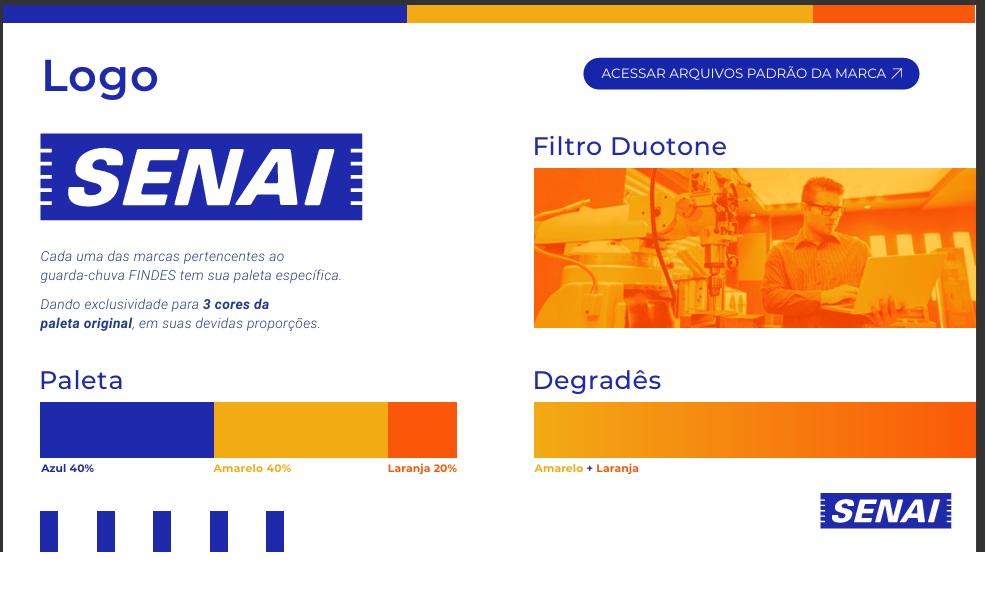 Logo
ACESSAR ARQUIVOS PADRÃO DA MARCA
SENAI
Cada uma das marcas pertencentes ao
guarda-chuva FINDES tem sua paleta específica.
Dando exclusividade para 3 cores da
paleta original, em suas devidas proporções.
Filtro Duotone
Paleta
Azul 40%
Amarelo 40%
Laranja 20%
Degradês
Amarelo + Laranja
SENAI